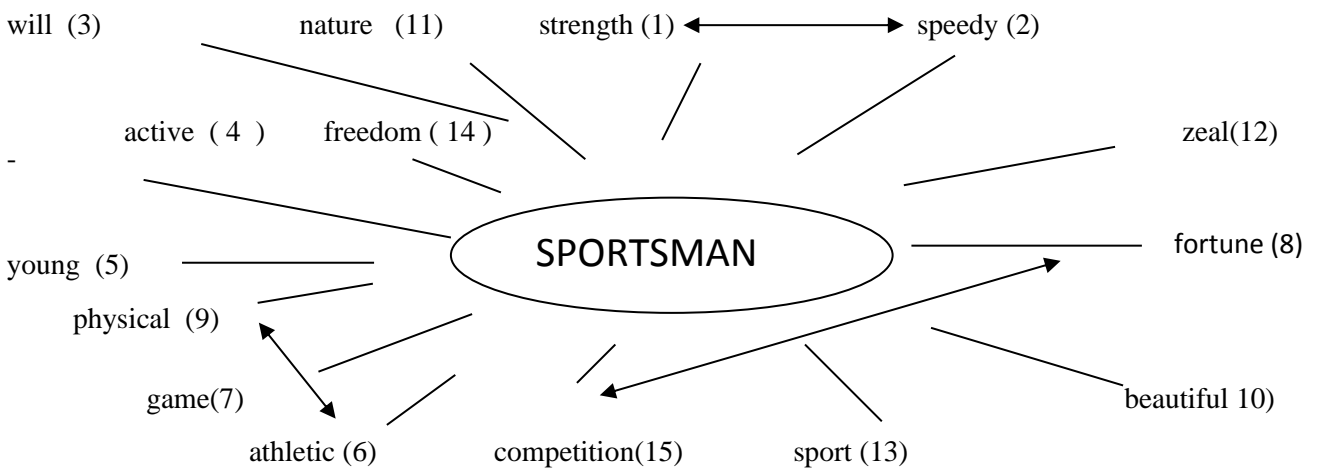 will (3) nature (11) strength (1) speedy (2)
active ( 4 ) freedom ( 14 ) zeal(12)
-
SPORTSMAN
fortune (8)
young (5)
physical (9)
game(7) beautiful 10)
athletic (6) competition(15) sport (13)